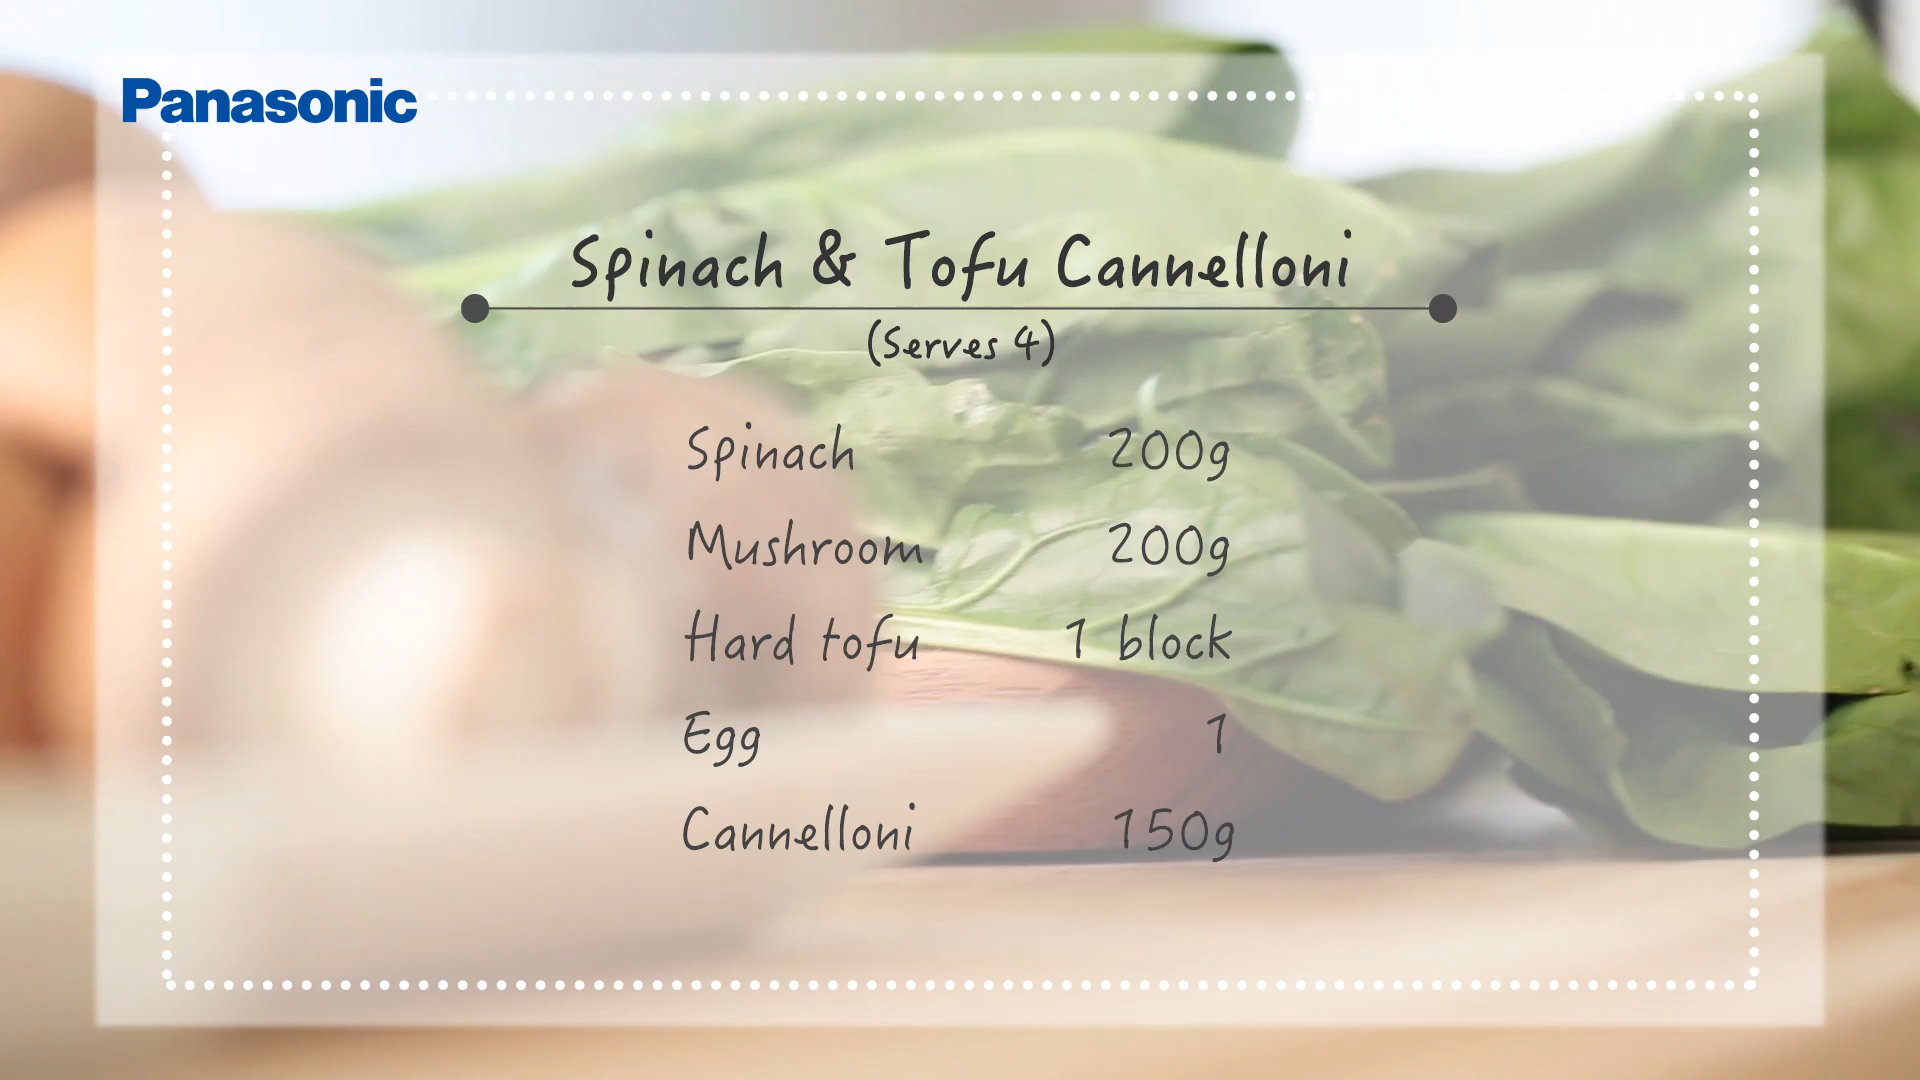 Panasonic
Spinach & Tofu Cannelloni
(Serves 4)
Spinach 200g
Mushroom 200g
Hard tofu 1 block
Egg 1
Cannelloni 150g